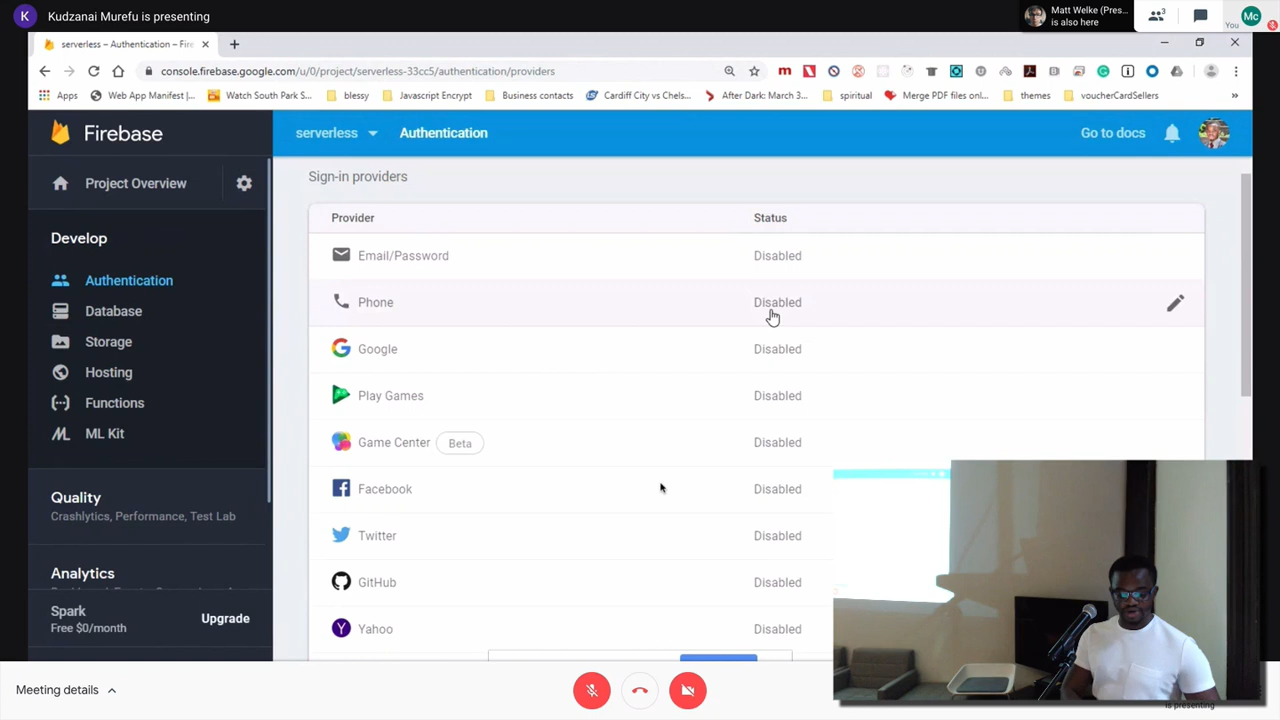 K Kudzanai Murefu is presenting
Matt Welke (Pres...
is also here
3
You
Mc
serverless – Authentication – Fire
console.firebase.google.com/u/0/project/serverless-33cc5/authentication/providers
Apps
Web App Manifest |...
Watch South Park S...
blessy
Javascript Encrypt
Business contacts
Cardiff City vs Chels...
After Dark: March 3...
spiritual
Merge PDF files onl...
themes
voucherCardSellers
»
Firebase
serverless
Authentication
Go to docs
Project Overview
Sign-in providers
Develop
Authentication
Database
Storage
Hosting
Functions
ML Kit
Quality
Crashlytics, Performance, Test Lab
Analytics
Spark
Free $0/month
Upgrade
Provider Status
Email/Password Disabled
Phone Disabled
Google Disabled
Play Games Disabled
Game Center Beta Disabled
Facebook Disabled
Twitter Disabled
GitHub Disabled
Yahoo Disabled
Meeting details
is presenting